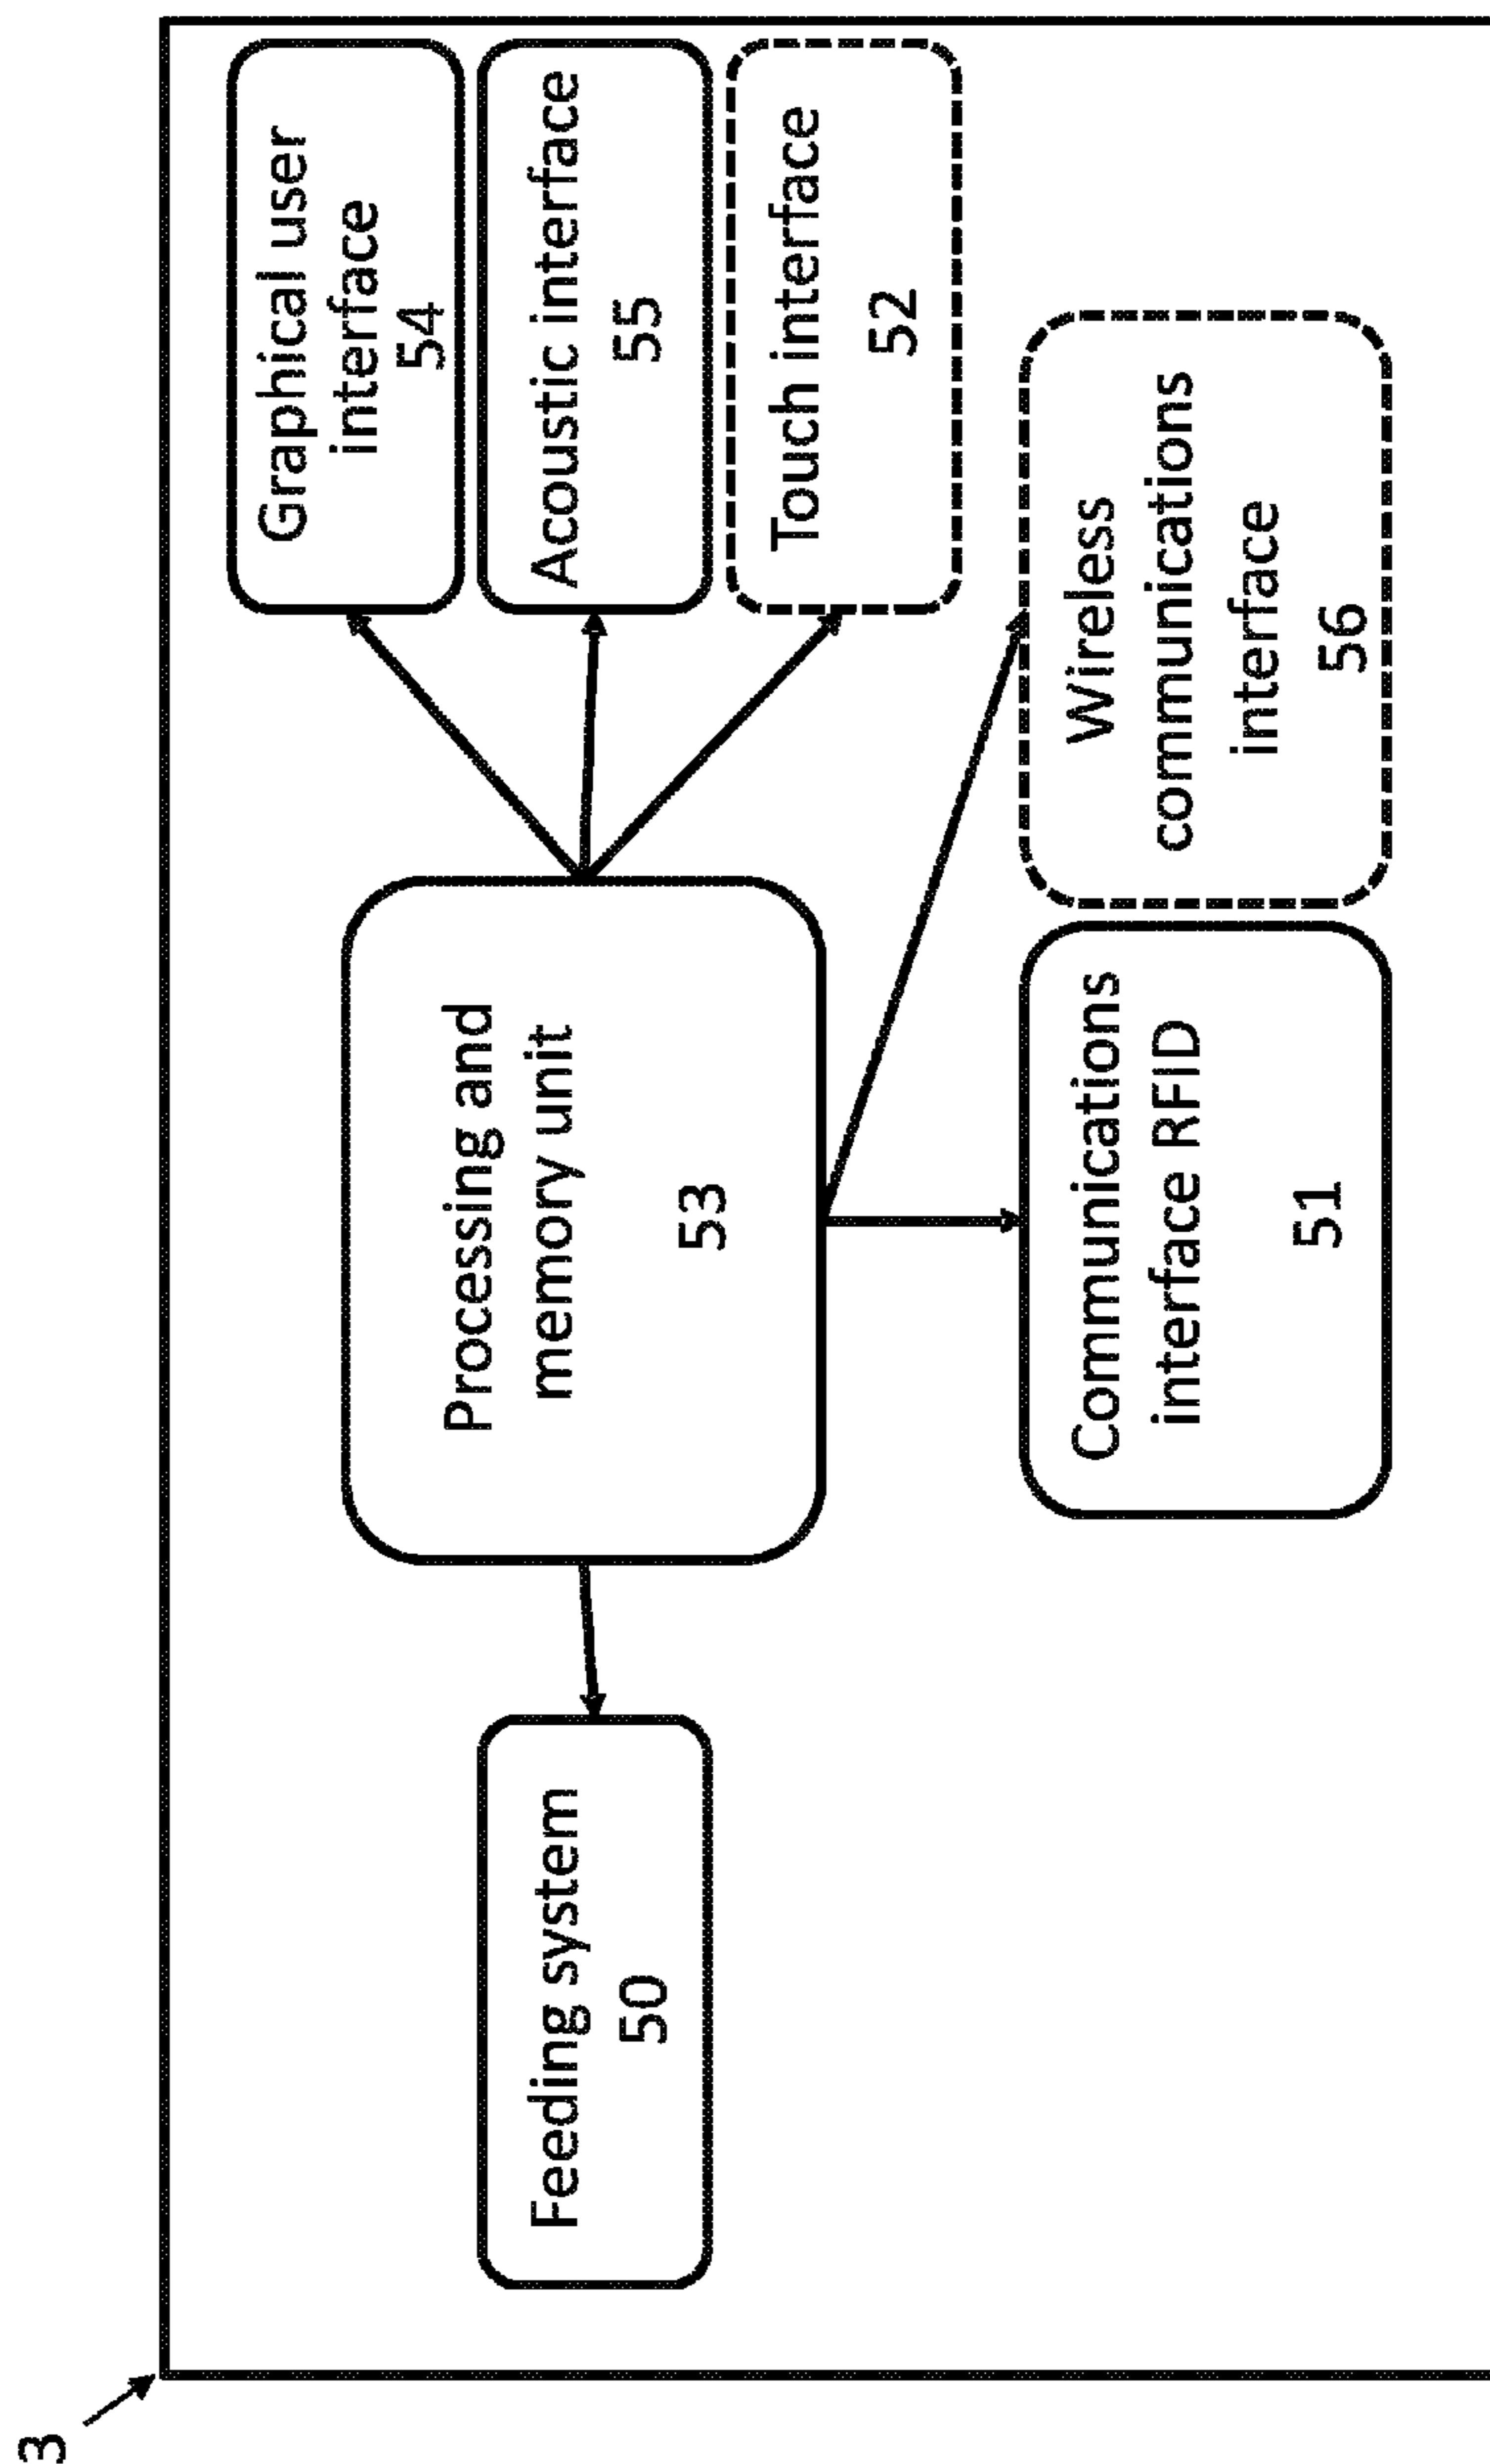 3
Feeding system
50
Processing and
memory unit
53
Graphical user
interface
54
Acoustic interface
55
Touch interface
52
Communications
interface RFID
51
Wireless
communications
interface
56